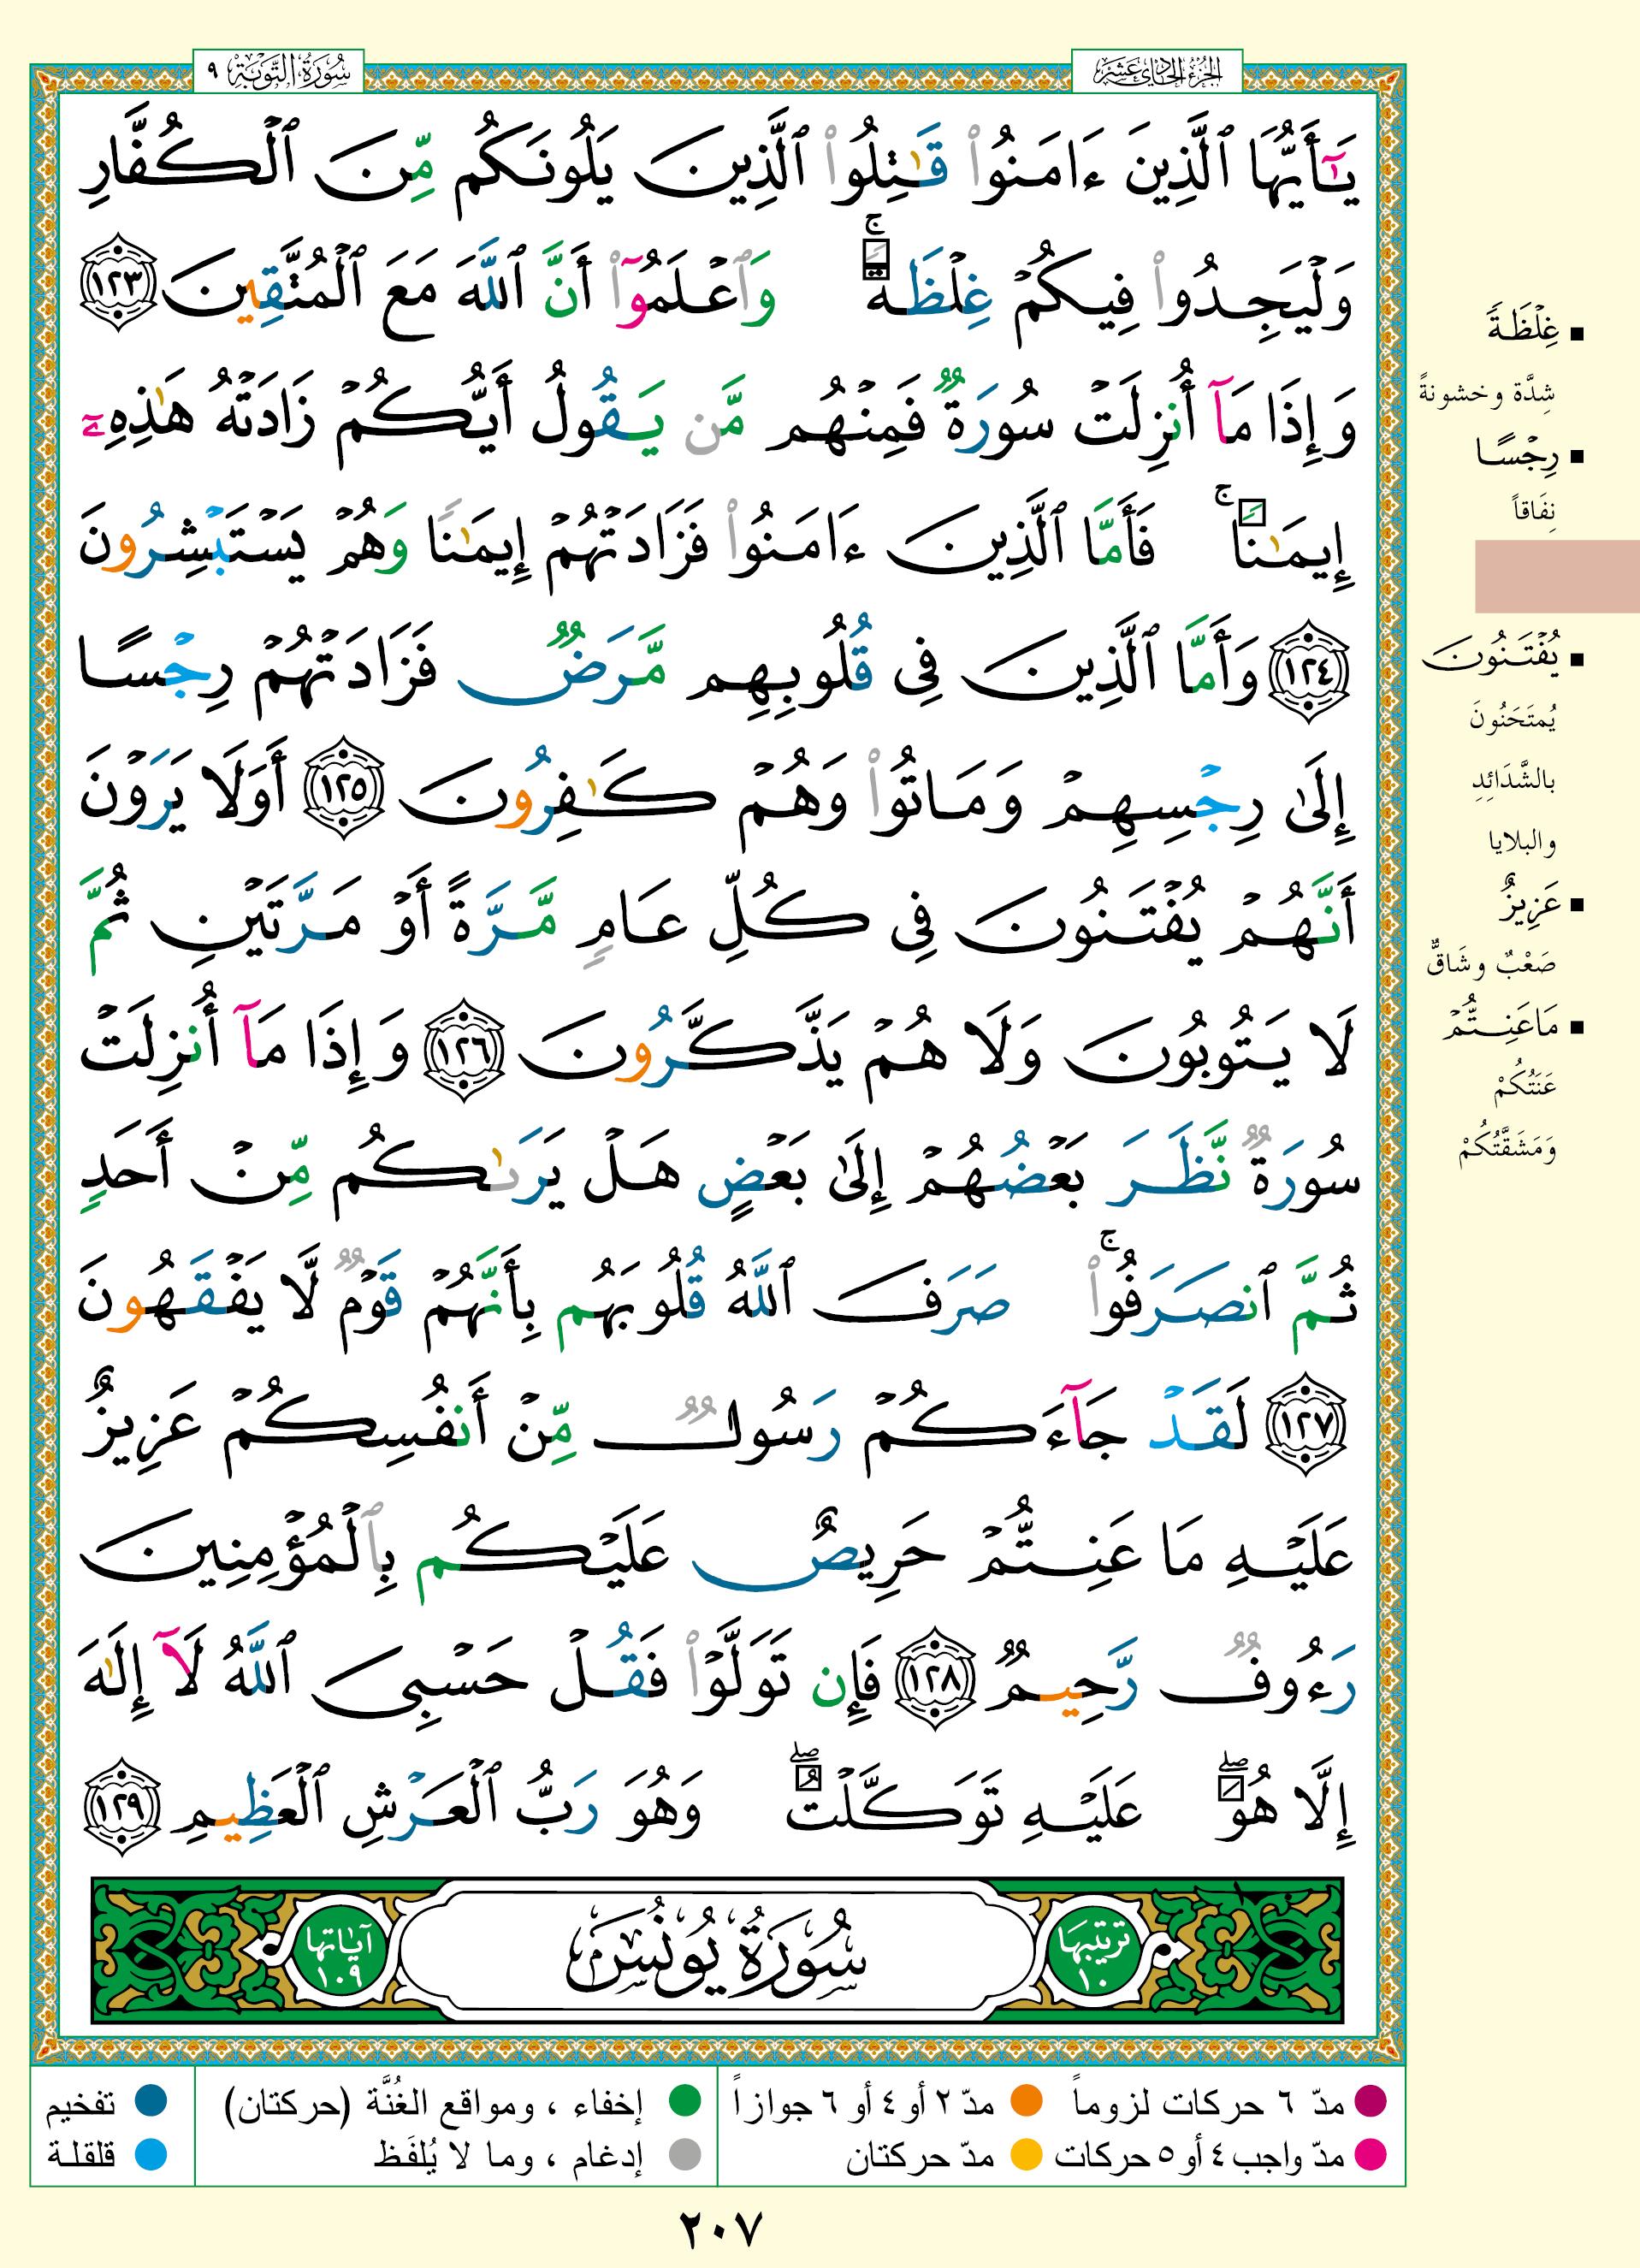 الجزء الحادي عشر
سورة التوبة ٩
يَـٰٓأَيُّهَا ٱلَّذِينَ ءَامَنُوا۟ قَـٰتِلُوا۟ ٱلَّذِينَ يَلُونَكُم مِّنَ ٱلْكُفَّارِ
وَلْيَجِدُوا۟ فِيكُمْ غِلْظَةً ۚ وَٱعْلَمُوٓا۟ أَنَّ ٱللَّهَ مَعَ ٱلْمُتَّقِينَ ١٢٣
وَإِذَا مَآ أُنزِلَتْ سُورَةٌ فَمِنْهُم مَّن يَقُولُ أَيُّكُمْ زَادَتْهُ هَـٰذِهِۦٓ
إِيمَـٰنًا ۚ فَأَمَّا ٱلَّذِينَ ءَامَنُوا۟ فَزَادَتْهُمْ إِيمَـٰنًا وَهُمْ يَسْتَبْشِرُونَ
١٢٤ وَأَمَّا ٱلَّذِينَ فِى قُلُوبِهِم مَّرَضٌ فَزَادَتْهُمْ رِجْسًا
إِلَىٰ رِجْسِهِمْ وَمَاتُوا۟ وَهُمْ كَـٰفِرُونَ ١٢٥ أَوَلَا يَرَوْنَ
أَنَّهُمْ يُفْتَنُونَ فِى كُلِّ عَامٍ مَّرَّةً أَوْ مَرَّتَيْنِ ثُمَّ
لَا يَتُوبُونَ وَلَا هُمْ يَذَّكَّرُونَ ١٢٦ وَإِذَا مَآ أُنزِلَتْ
سُورَةٌ نَّظَرَ بَعْضُهُمْ إِلَىٰ بَعْضٍ هَلْ يَرَىٰكُم مِّنْ أَحَدٍ
ثُمَّ ٱنصَرَفُوا۟ ۚ صَرَفَ ٱللَّهُ قُلُوبَهُم بِأَنَّهُمْ قَوْمٌ لَّا يَفْقَهُونَ
١٢٧ لَقَدْ جَآءَكُمْ رَسُولٌ مِّنْ أَنفُسِكُمْ عَزِيزٌ
عَلَيْهِ مَا عَنِتُّمْ حَرِيصٌ عَلَيْكُم بِٱلْمُؤْمِنِينَ
رَءُوفٌ رَّحِيمٌ ١٢٨ فَإِن تَوَلَّوْا۟ فَقُلْ حَسْبِىَ ٱللَّهُ لَآ إِلَـٰهَ
إِلَّا هُوَ ۖ عَلَيْهِ تَوَكَّلْتُ ۖ وَهُوَ رَبُّ ٱلْعَرْشِ ٱلْعَظِيمِ ١٢٩
ترتيبها ١٠
سُورَةُ يُونُسَ
آياتها ١٠٩
غِلْظَةً
شِدَّة وخشونةً
رِجْسًا
نِفَاقاً
يُفْتَنُونَ
يُمتَحَنُونَ
بالشَّدَائِدِ
والبلايا
عَزِيزٌ
صَعْبٌ وشَاقٌّ
مَاعَنِتُّمْ
عَنَتُكُمْ
وَمَشَقَّتُكُمْ
مدّ ٦ حركات لزوماً
مدّ ٢ أو ٤ أو ٦ جوازاً
إخفاء ، ومواقع الغُنَّة (حركتان)
تفخيم
مدّ واجب ٤ أو ٥ حركات
مدّ حركتان
إدغام ، وما لا يُلفَظ
قلقلة
٢٠٧